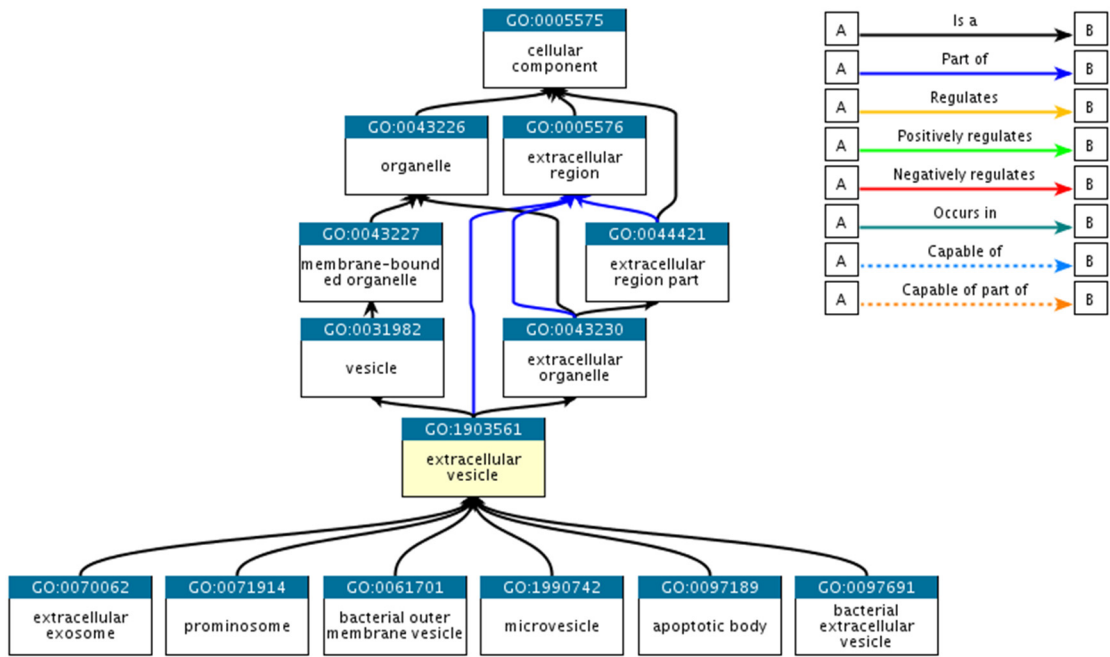 GO:0005575
cellular
component
GO:0043226
organelle
GO:0005576
extracellular
region
GO:0043227
membrane-bound
ed organelle
GO:0044421
extracellular
region part
GO:0031982
vesicle
GO:0043230
extracellular
organelle
GO:1903561
extracellular
vesicle
GO:0070062
extracellular
exosome
GO:0071914
prominosome
GO:0061701
bacterial outer
membrane vesicle
GO:1990742
microvesicle
GO:0097189
apoptotic body
GO:0097691
bacterial
extracellular
vesicle
A Is a B
A Part of B
A Regulates B
A Positively regulates B
A Negatively regulates B
A Occurs in B
A Capable of B
A Capable of part of B